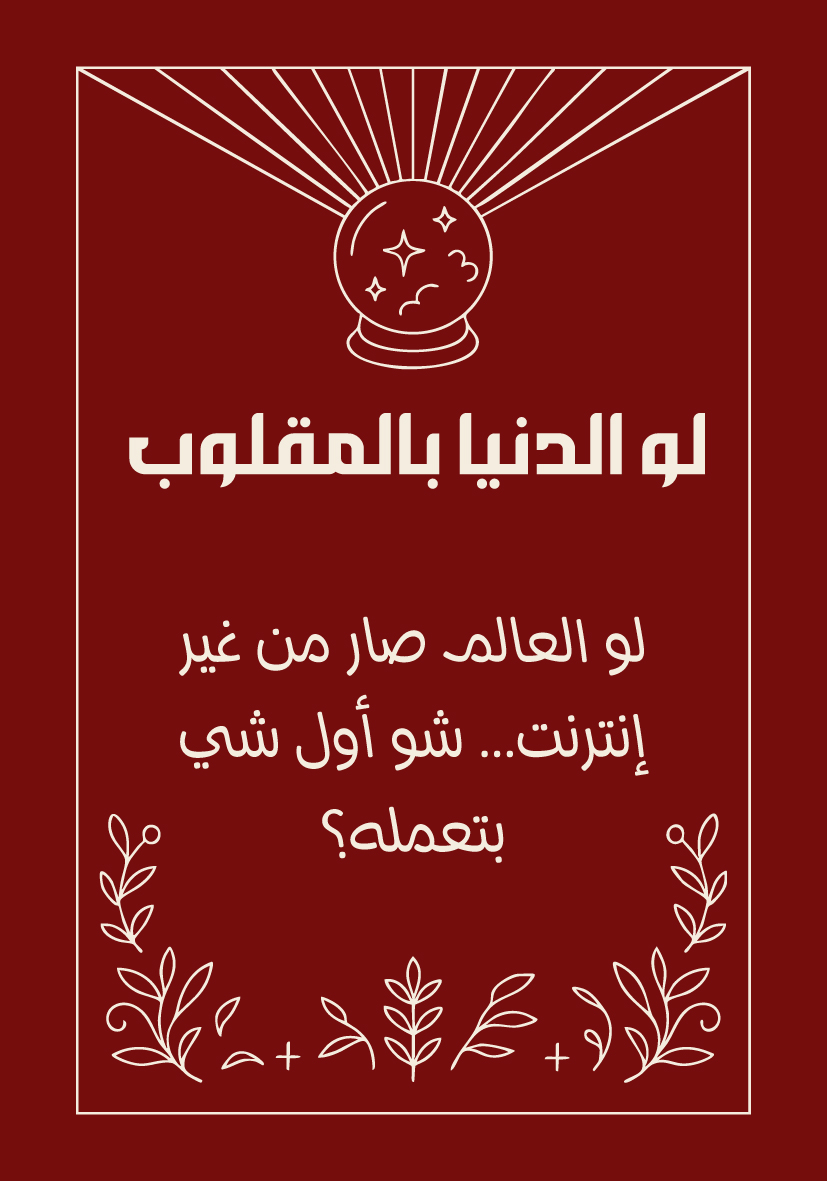 لو الدنيا بالمقلوب
لو العالم صار من غير
إنترنت... شو أول شي
بتعمله؟